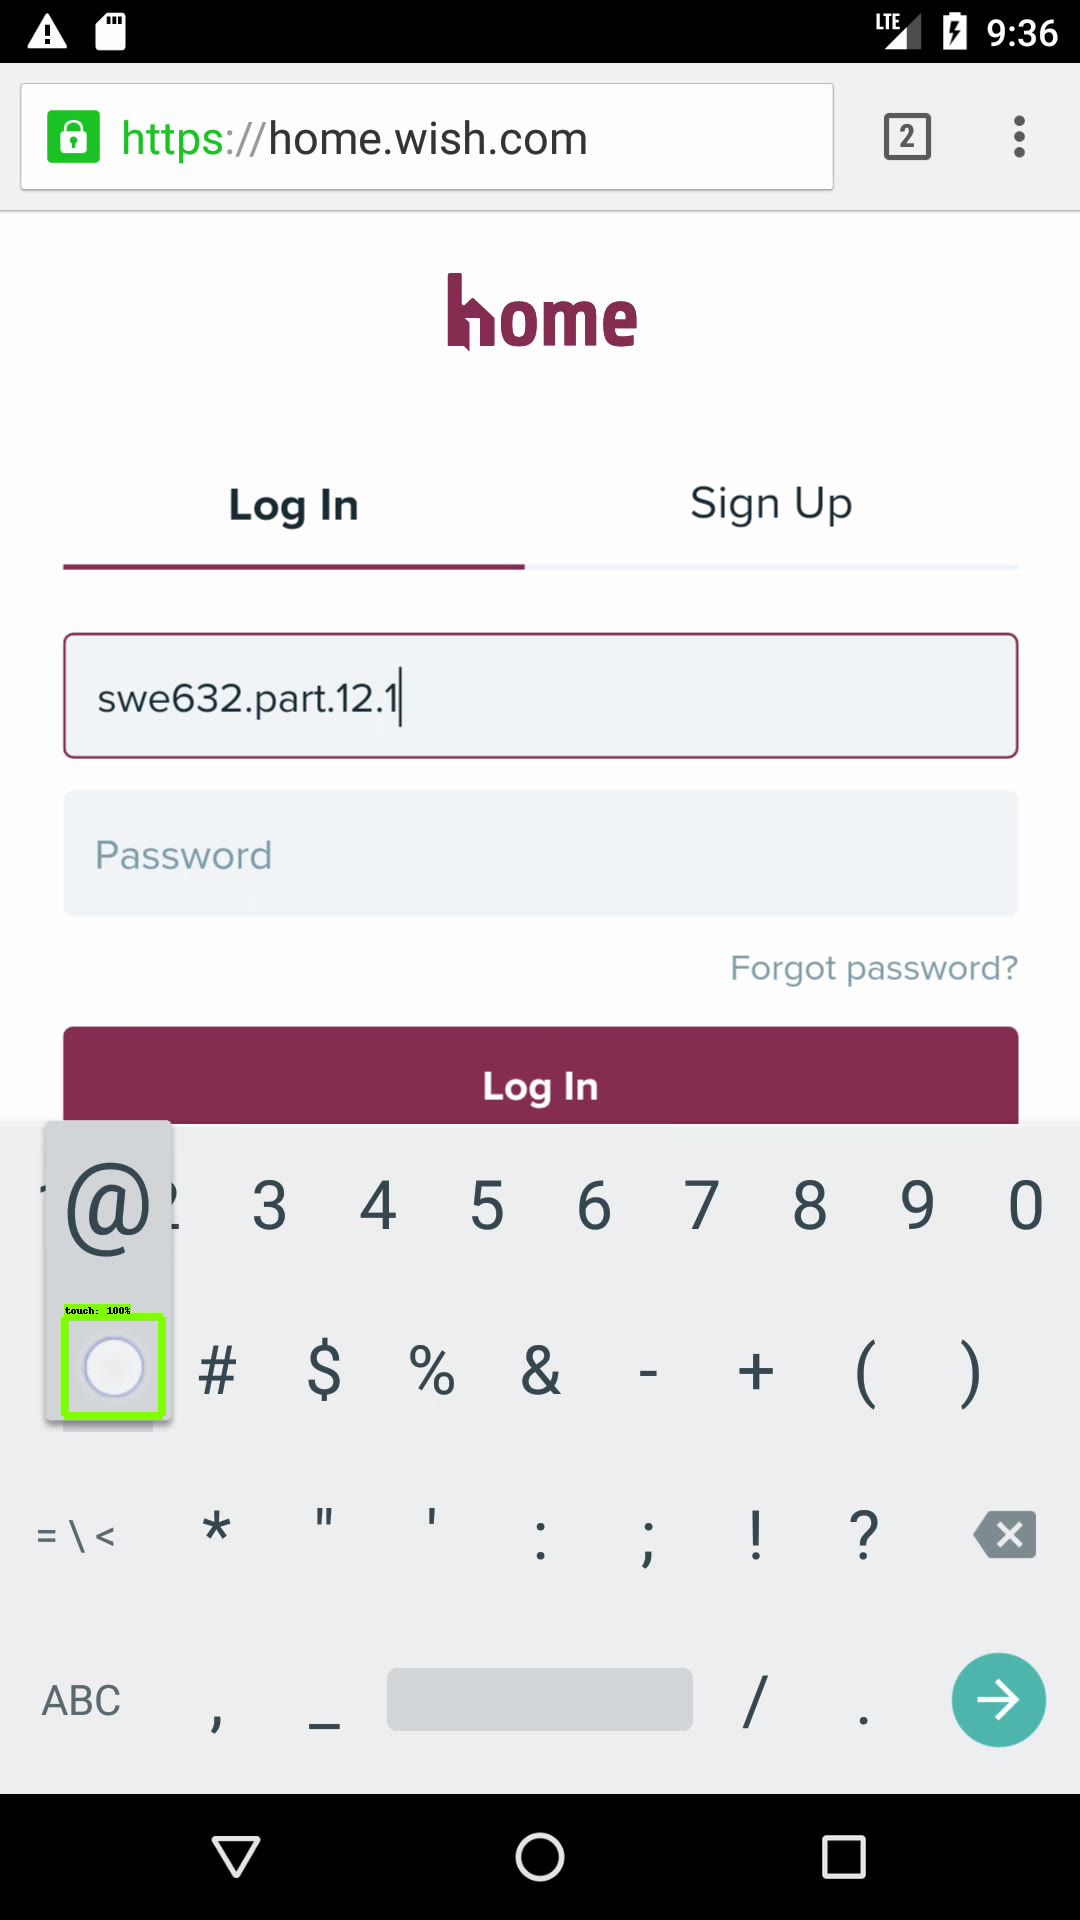 LTE 9:36
https://home.wish.com 2
home
Log In Sign Up
swe632.part.12.1
Password
Forgot password?
Log In
@ 2 3 4 5 6 7 8 9 0
touch: 100%
# $ % & - + ( )
= \ < * " ' : ; ! ?
ABC , _ / .